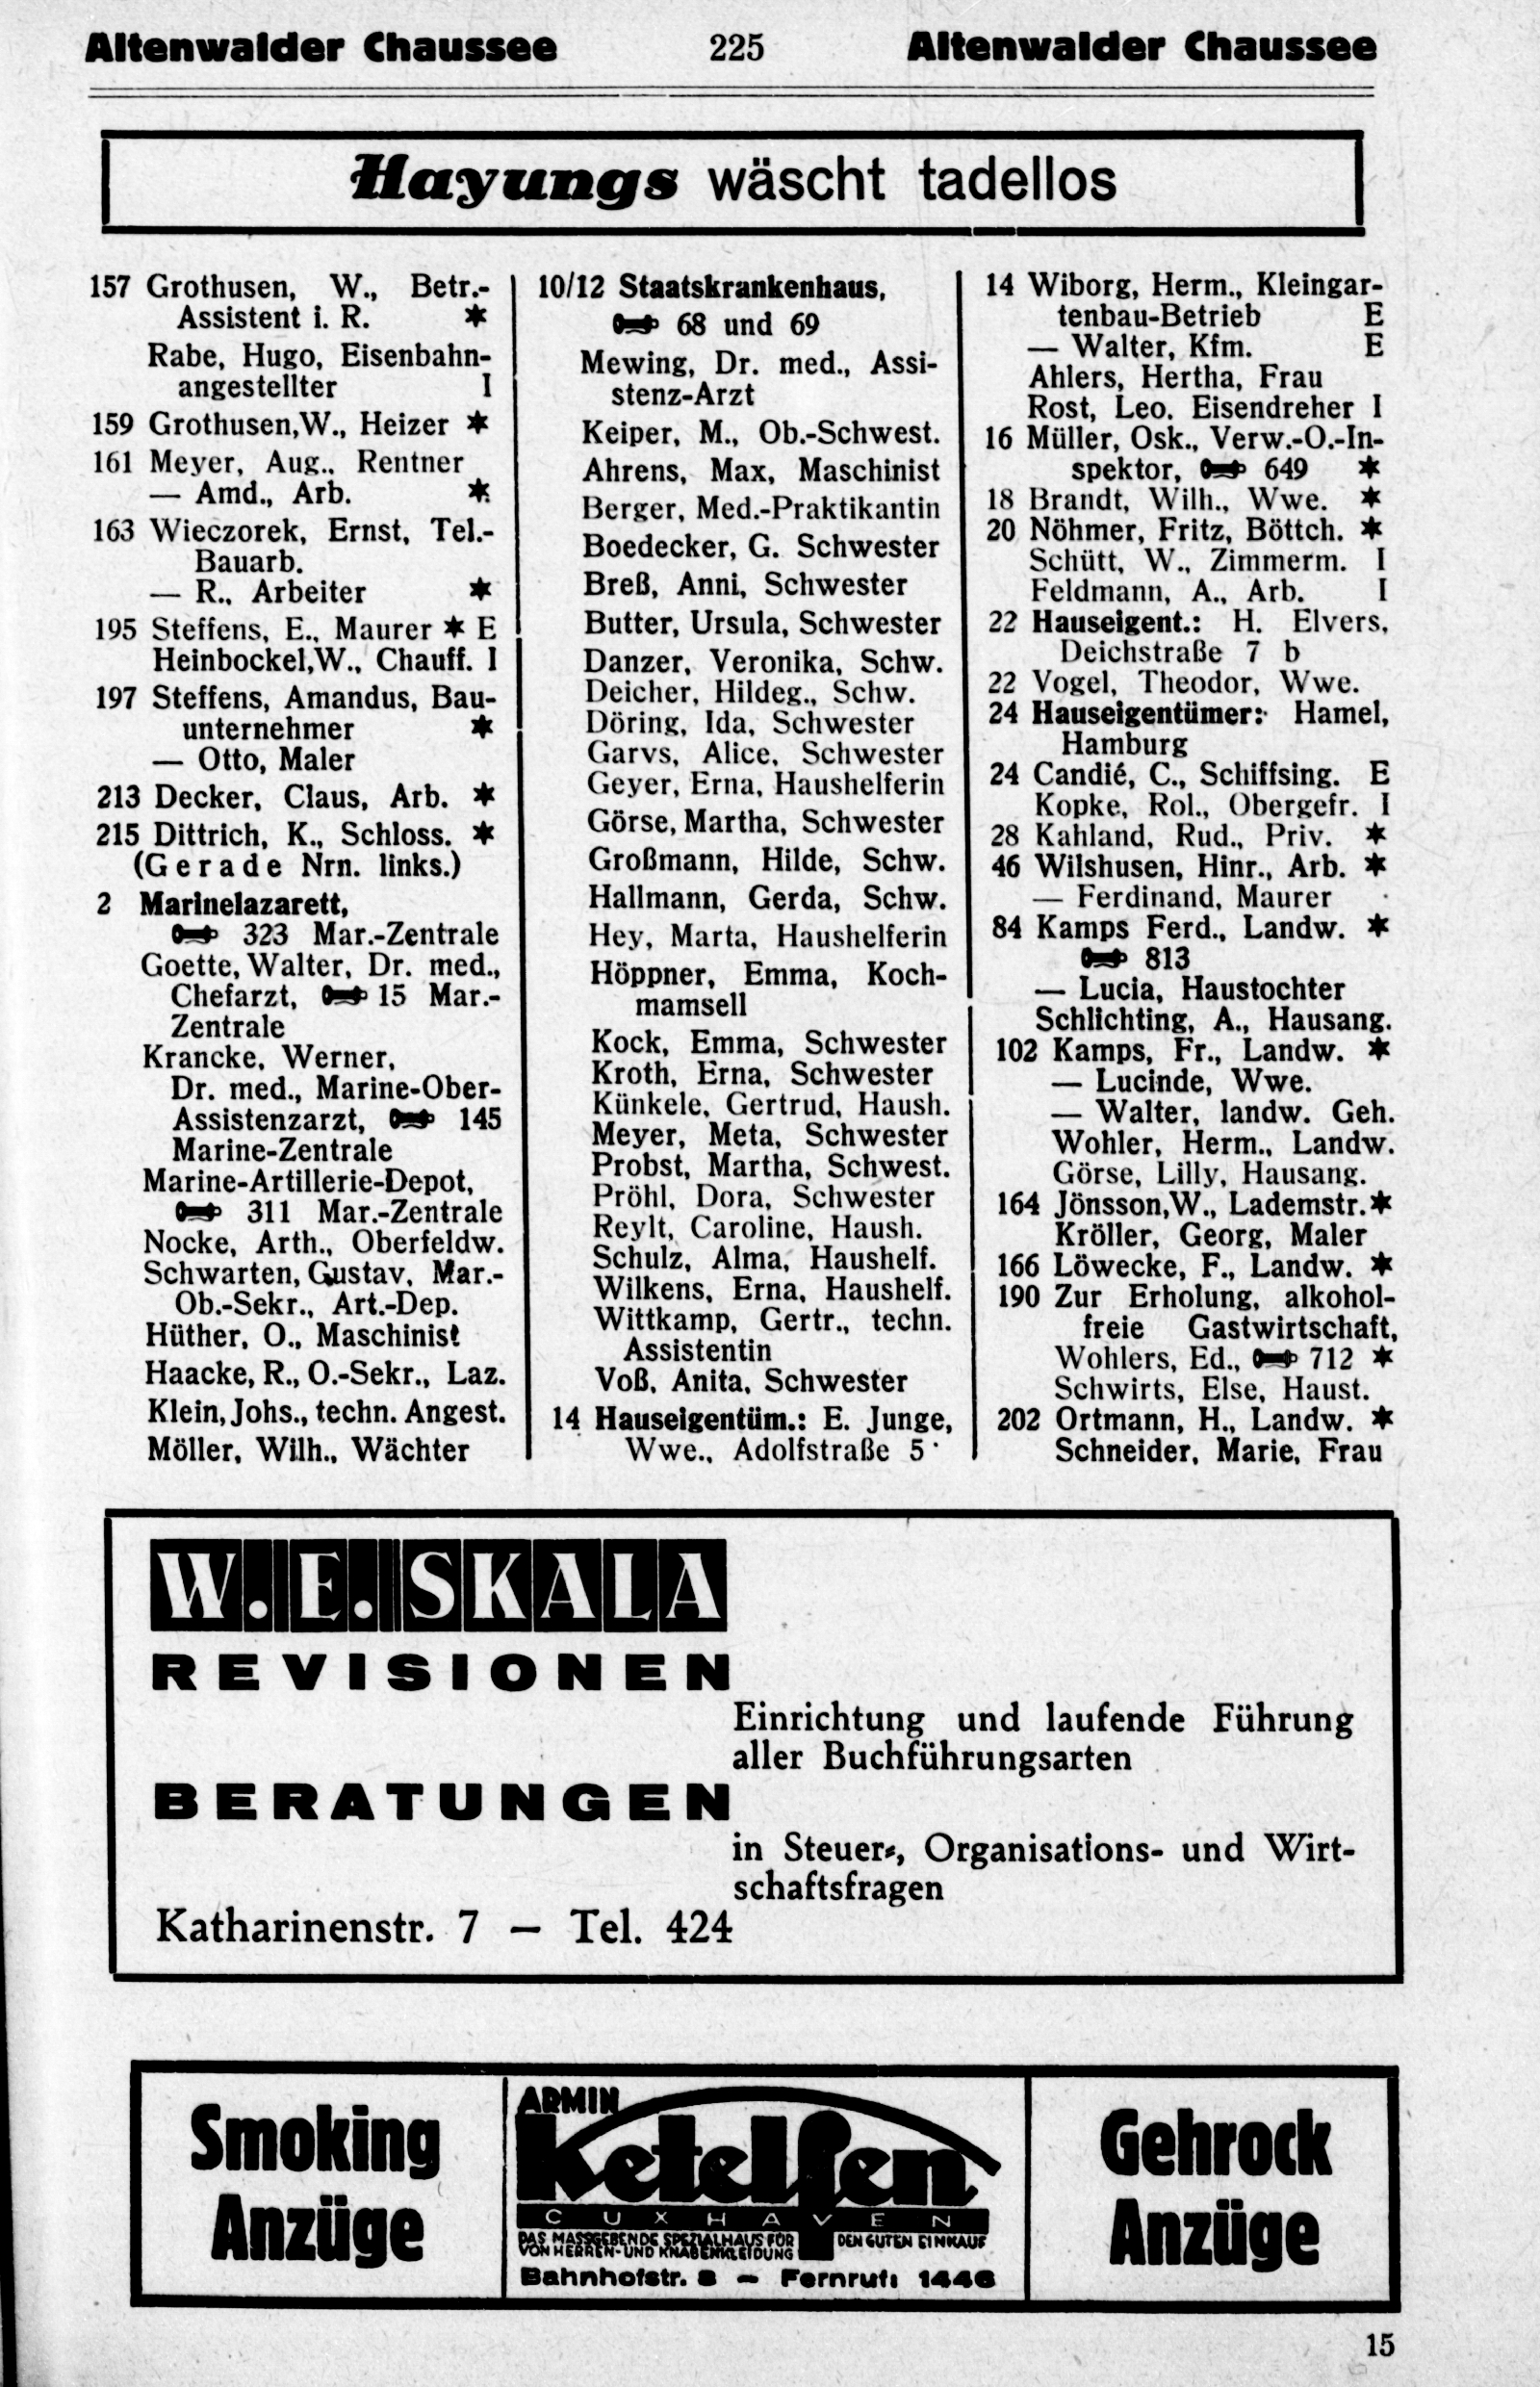 Altenwalder Chaussee 225 Altenwalder Chaussee
Hayungs wäscht tadellos
157 Grothusen, W., Betr.-
Assistent i. R. *
Rabe, Hugo, Eisenbahn-
angestellter I
159 Grothusen,W., Heizer *
161 Meyer, Aug., Rentner
— Amd., Arb. *
163 Wieczorek, Ernst, Tel.-
Bauarb.
— R., Arbeiter *
195 Steffens, E., Maurer * E
Heinbockel,W., Chauff. I
197 Steffens, Amandus, Bau-
unternehmer *
— Otto, Maler
213 Decker, Claus, Arb. *
215 Dittrich, K., Schloss. *
(Gerade Nrn. links.)
2 Marinelazarett,
323 Mar.-Zentrale
Goette, Walter, Dr. med.,
Chefarzt, 15 Mar.-
Zentrale
Krancke, Werner,
Dr. med., Marine-Ober-
Assistenzarzt, 145
Marine-Zentrale
Marine-Artillerie-Depot,
311 Mar.-Zentrale
Nocke, Arth., Oberfeldw.
Schwarten, Gustav, Mar.-
Ob.-Sekr., Art.-Dep.
Hüther, O., Maschinist
Haacke, R., O.-Sekr., Laz.
Klein, Johs., techn. Angest.
Möller, Wilh., Wächter
10/12 Staatskrankenhaus,
68 und 69
Mewing, Dr. med., Assi-
stenz-Arzt
Keiper, M., Ob.-Schwest.
Ahrens, Max, Maschinist
Berger, Med.-Praktikantin
Boedecker, G. Schwester
Breß, Anni, Schwester
Butter, Ursula, Schwester
Danzer, Veronika, Schw.
Deicher, Hildeg., Schw.
Döring, Ida, Schwester
Garvs, Alice, Schwester
Geyer, Erna, Haushelferin
Görse, Martha, Schwester
Großmann, Hilde, Schw.
Hallmann, Gerda, Schw.
Hey, Marta, Haushelferin
Höppner, Emma, Koch-
mamsell
Kock, Emma, Schwester
Kroth, Erna, Schwester
Künkele, Gertrud, Haush.
Meyer, Meta, Schwester
Probst, Martha, Schwest.
Pröhl, Dora, Schwester
Reylt, Caroline, Haush.
Schulz, Alma, Haushelf.
Wilkens, Erna, Haushelf.
Wittkamp, Gertr., techn.
Assistentin
Voß, Anita, Schwester
14 Hauseigentüm.: E. Junge,
Wwe., Adolfstraße 5
14 Wiborg, Herm., Kleingar-
tenbau-Betrieb E
— Walter, Kfm. E
Ahlers, Hertha, Frau
Rost, Leo. Eisendreher I
16 Müller, Osk., Verw.-O.-In-
spektor, 649 *
18 Brandt, Wilh., Wwe. *
20 Nöhmer, Fritz, Böttch. *
Schütt, W., Zimmerm. I
Feldmann, A., Arb. I
22 Hauseigent.: H. Elvers,
Deichstraße 7 b
22 Vogel, Theodor, Wwe.
24 Hauseigentümer: Hamel,
Hamburg
24 Candié, C., Schiffsing. E
Kopke, Rol., Obergefr. I
28 Kahland, Rud., Priv. *
46 Wilshusen, Hinr., Arb. *
— Ferdinand, Maurer
84 Kamps Ferd., Landw. *
813
— Lucia, Haustochter
Schlichting, A., Hausang.
102 Kamps, Fr., Landw. *
— Lucinde, Wwe.
— Walter, landw. Geh.
Wohler, Herm., Landw.
Görse, Lilly, Hausang.
164 Jönsson,W., Lademstr.*
Kröller, Georg, Maler
166 Löwecke, F., Landw. *
190 Zur Erholung, alkohol-
freie Gastwirtschaft,
Wohlers, Ed., 712 *
Schwirts, Else, Haust.
202 Ortmann, H., Landw. *
Schneider, Marie, Frau
W. E. SKALA
REVISIONEN
Einrichtung und laufende Führung
aller Buchführungsarten
BERATUNGEN
in Steuer-, Organisations- und Wirt-
schaftsfragen
Katharinenstr. 7 — Tel. 424
Smoking
Anzüge
ARMIN
Ketelsen
CUXHAVEN
DAS MASSGEBENDE SPEZIALHAUS FÜR DEN GUTEN EINKAUF
VON HERREN- UND KNABENKLEIDUNG
Bahnhofstr. 8 — Fernruf: 1446
Gehrock
Anzüge
15